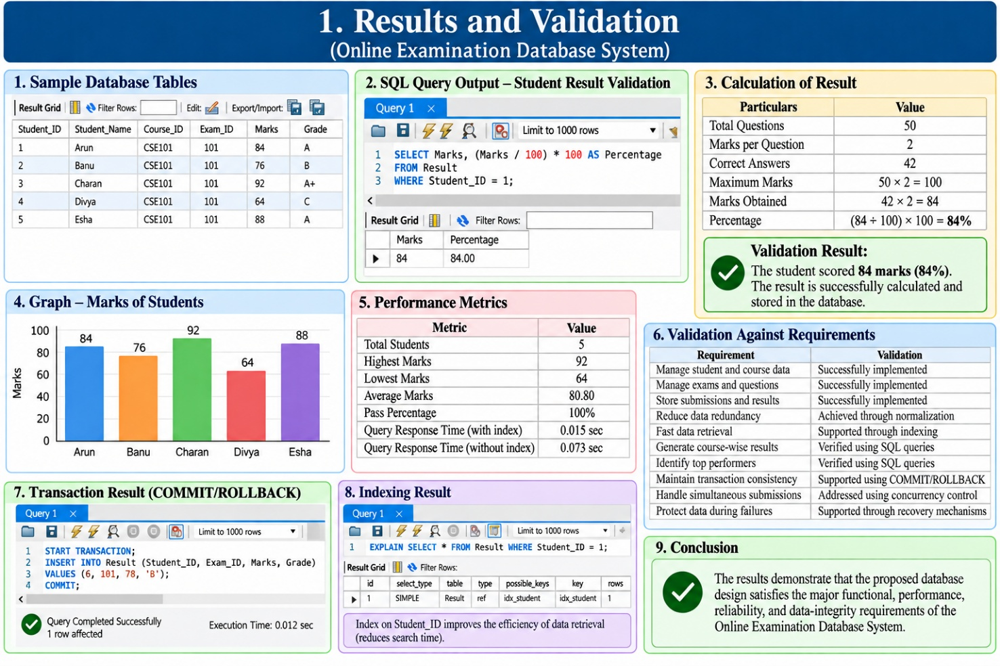 1. Results and Validation
(Online Examination Database System)
1. Sample Database Tables
Result Grid Filter Rows: Edit: Export/Import:
Student_ID Student_Name Course_ID Exam_ID Marks Grade
1 Arun CSE101 101 84 A
2 Banu CSE101 101 76 B
3 Charan CSE101 101 92 A+
4 Divya CSE101 101 64 C
5 Esha CSE101 101 88 A
2. SQL Query Output – Student Result Validation
Query 1 ×
Limit to 1000 rows
1 SELECT Marks, (Marks / 100) * 100 AS Percentage
2 FROM Result
3 WHERE Student_ID = 1;
Result Grid Filter Rows:
Marks Percentage
84 84.00
3. Calculation of Result
Particulars Value
Total Questions 50
Marks per Question 2
Correct Answers 42
Maximum Marks 50 × 2 = 100
Marks Obtained 42 × 2 = 84
Percentage (84 ÷ 100) × 100 = 84%
Validation Result:
The student scored 84 marks (84%).
The result is successfully calculated and
stored in the database.
4. Graph – Marks of Students
Marks
100
80
60
40
20
0
84
76
92
64
88
Arun Banu Charan Divya Esha
5. Performance Metrics
Metric Value
Total Students 5
Highest Marks 92
Lowest Marks 64
Average Marks 80.80
Pass Percentage 100%
Query Response Time (with index) 0.015 sec
Query Response Time (without index) 0.073 sec
6. Validation Against Requirements
Requirement Validation
Manage student and course data Successfully implemented
Manage exams and questions Successfully implemented
Store submissions and results Successfully implemented
Reduce data redundancy Achieved through normalization
Fast data retrieval Supported through indexing
Generate course-wise results Verified using SQL queries
Identify top performers Verified using SQL queries
Maintain transaction consistency Supported using COMMIT/ROLLBACK
Handle simultaneous submissions Addressed using concurrency control
Protect data during failures Supported through recovery mechanisms
7. Transaction Result (COMMIT/ROLLBACK)
Query 1 ×
Limit to 1000 rows
1 START TRANSACTION;
2 INSERT INTO Result (Student_ID, Exam_ID, Marks, Grade)
3 VALUES (6, 101, 78, 'B');
4 COMMIT;
Query Completed Successfully
1 row affected
Execution Time: 0.012 sec
8. Indexing Result
Query 1 ×
Limit to 1000 rows
1 EXPLAIN SELECT * FROM Result WHERE Student_ID = 1;
Result Grid Filter Rows:
id select_type table type possible_keys key rows
1 SIMPLE Result ref idx_student idx_student 1
Index on Student_ID improves the efficiency of data retrieval
(reduces search time).
9. Conclusion
The results demonstrate that the proposed database
design satisfies the major functional, performance,
reliability, and data-integrity requirements of the
Online Examination Database System.